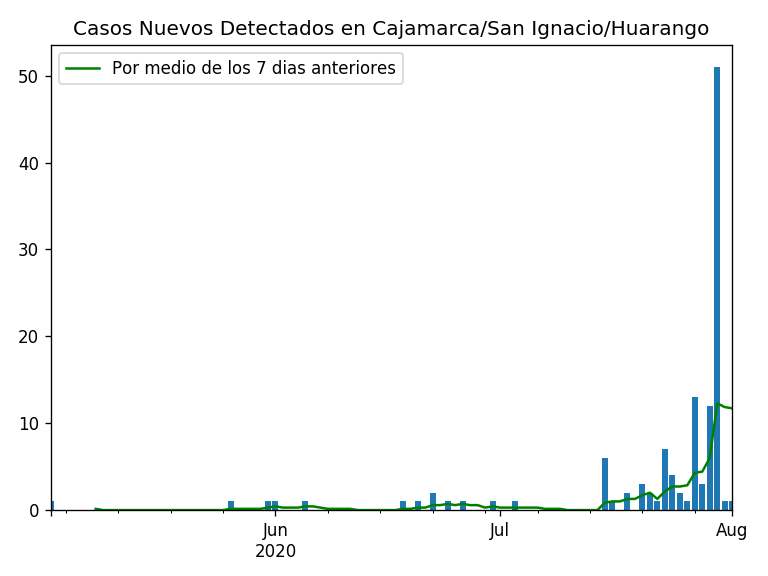 Casos Nuevos Detectados en Cajamarca/San Ignacio/Huarango
Por medio de los 7 dias anteriores
50
40
30
20
10
0
Jun
2020
Jul
Aug